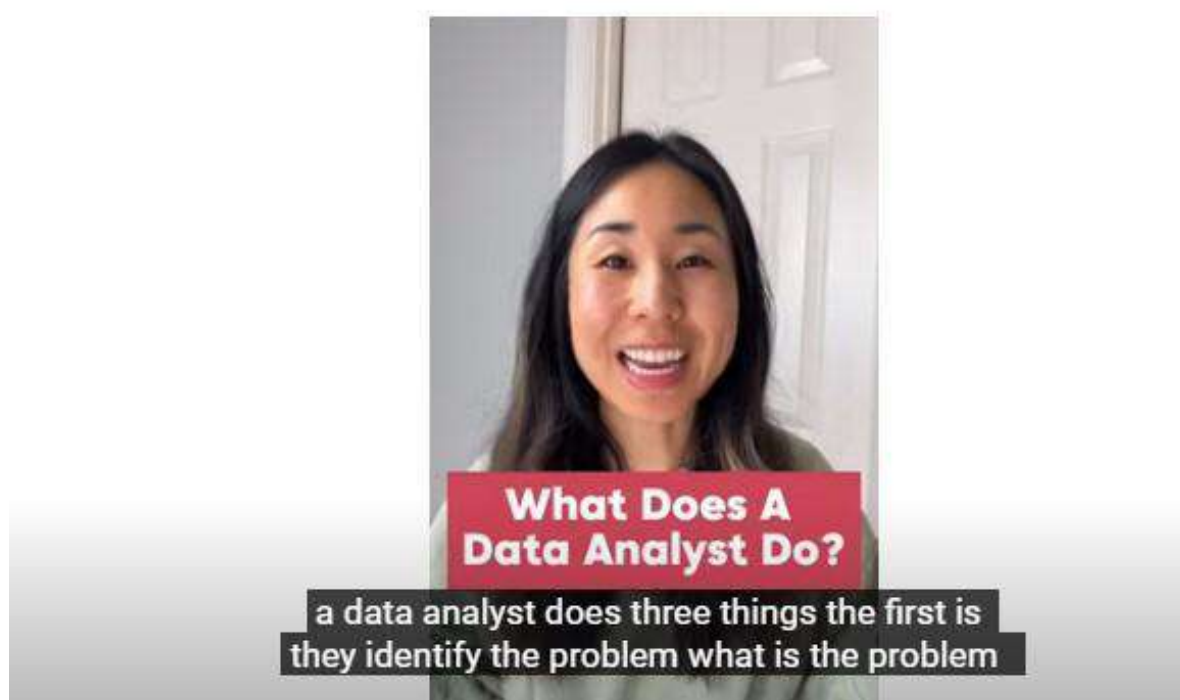 What Does A
Data Analyst Do?
a data analyst does three things the first is
they identify the problem what is the problem